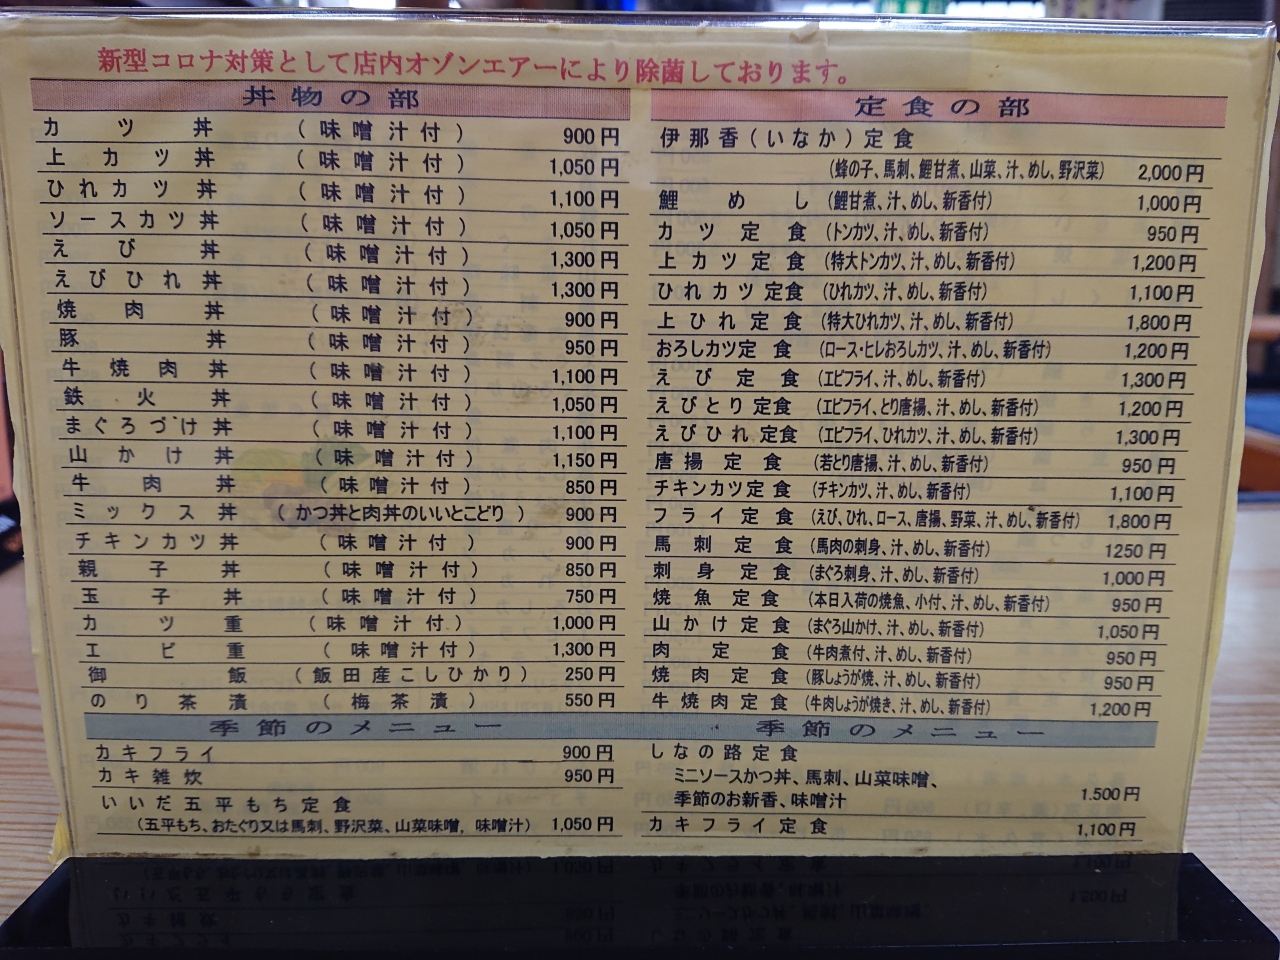 新型コロナ対策として店内オゾンエアーにより除菌しております。
丼物の部
カツ丼 (味噌汁付) 900円
上カツ丼 (味噌汁付) 1,050円
ひれカツ丼 (味噌汁付) 1,100円
ソースカツ丼 (味噌汁付) 1,050円
えび丼 (味噌汁付) 1,300円
えびひれ丼 (味噌汁付) 1,300円
焼肉丼 (味噌汁付) 900円
豚丼 (味噌汁付) 950円
牛焼肉丼 (味噌汁付) 1,100円
鉄火丼 (味噌汁付) 1,050円
まぐろづけ丼 (味噌汁付) 1,100円
山かけ丼 (味噌汁付) 1,150円
牛肉丼 (味噌汁付) 850円
ミックス丼 (かつ丼と肉丼のいいとこどり) 900円
チキンカツ丼 (味噌汁付) 900円
親子丼 (味噌汁付) 850円
玉子丼 (味噌汁付) 750円
カツ重 (味噌汁付) 1,000円
エビ重 (味噌汁付) 1,300円
御飯 (飯田産こしひかり) 250円
のり茶漬 (梅茶漬) 550円
季節のメニュー
カキフライ 900円
カキ雑炊 950円
いいだ五平もち定食
(五平もち、おたぐり又は馬刺、野沢菜、山菜味噌,味噌汁) 1,050円
定食の部
伊那香(いなか)定食
(蜂の子、馬刺、鯉甘煮、山菜、汁、めし、野沢菜) 2,000円
鯉めし (鯉甘煮、汁、めし、新香付) 1,000円
カツ定食 (トンカツ、汁、めし、新香付) 950円
上カツ定食 (特大トンカツ、汁、めし、新香付) 1,200円
ひれカツ定食 (ひれカツ、汁、めし、新香付) 1,100円
上ひれ定食 (特大ひれカツ、汁、めし、新香付) 1,800円
おろしカツ定食 (ロース・ヒレおろしカツ、汁、めし、新香付) 1,200円
えび定食 (エビフライ、汁、めし、新香付) 1,300円
えびとり定食 (エビフライ、とり唐揚、汁、めし、新香付) 1,200円
えびひれ定食 (エビフライ、ひれカツ、汁、めし、新香付) 1,300円
唐揚定食 (若とり唐揚、汁、めし、新香付) 950円
チキンカツ定食 (チキンカツ、汁、めし、新香付) 1,100円
フライ定食 (えび、ひれ、ロース、唐揚、野菜、汁、めし、新香付) 1,800円
馬刺定食 (馬肉の刺身、汁、めし、新香付) 1250円
刺身定食 (まぐろ刺身、汁、めし、新香付) 1,000円
焼魚定食 (本日入荷の焼魚、小付、汁、めし、新香付) 950円
山かけ定食 (まぐろ山かけ、汁、めし、新香付) 1,050円
肉定食 (牛肉煮付、汁、めし、新香付) 950円
焼肉定食 (豚しょうが焼、汁、めし、新香付) 950円
牛焼肉定食 (牛肉しょうが焼き、汁、めし、新香付) 1,200円
季節のメニュー
しなの路定食
ミニソースかつ丼、馬刺、山菜味噌、
季節のお新香、味噌汁 1.500円
カキフライ定食 1,100円